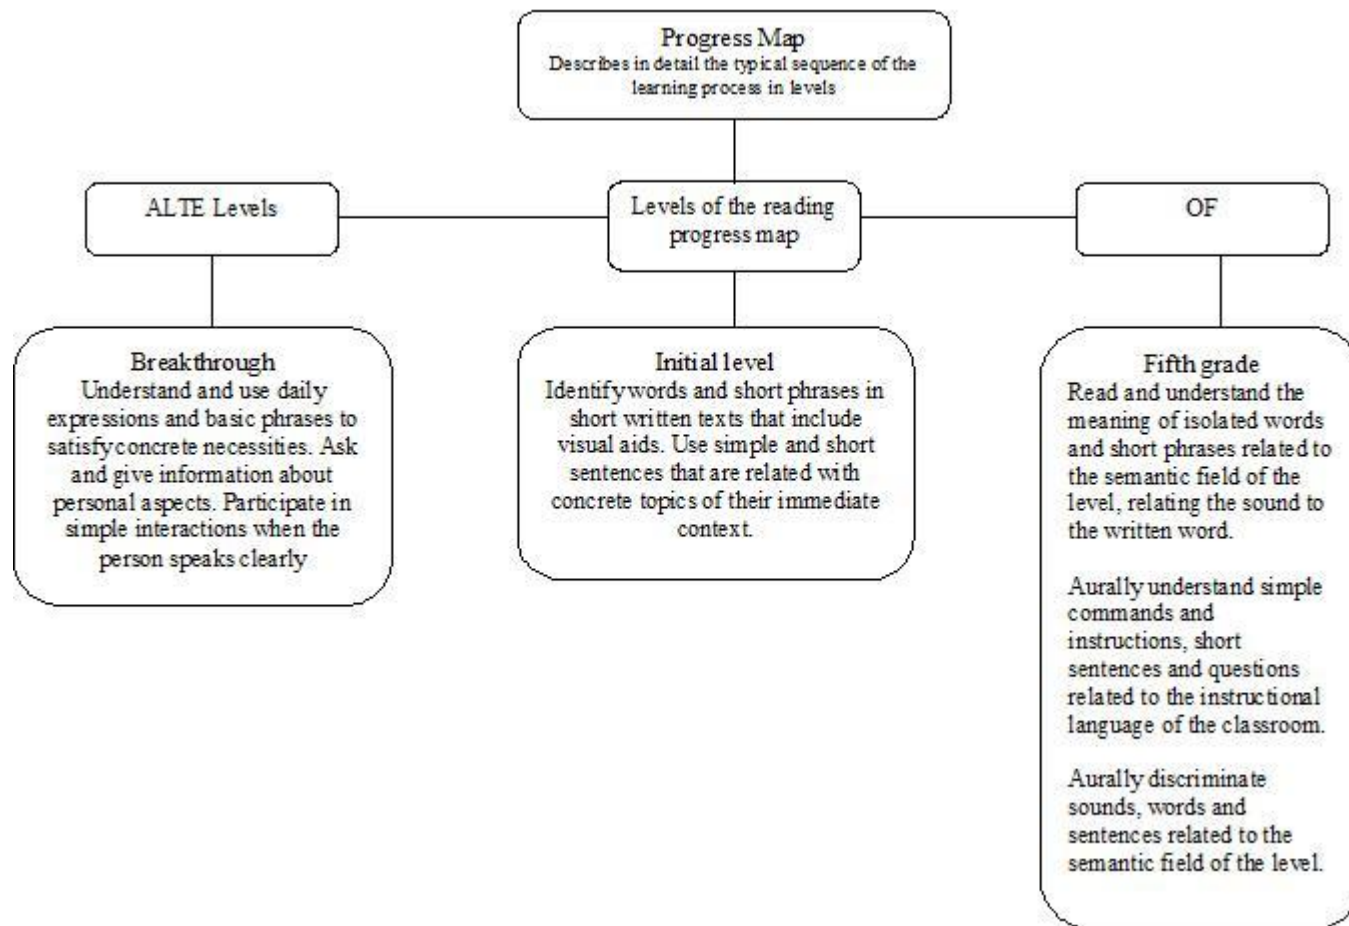 Progress Map
Describes in detail the typical sequence of the
learning process in levels
ALTE Levels
Levels of the reading
progress map
OF
Breakthrough
Understand and use daily
expressions and basic phrases to
satisfy concrete necessities. Ask
and give information about
personal aspects. Participate in
simple interactions when the
person speaks clearly
Initial level
Identify words and short phrases in
short written texts that include
visual aids. Use simple and short
sentences that are related with
concrete topics of their immediate
context.
Fifth grade
Read and understand the
meaning of isolated words
and short phrases related to
the semantic field of the
level, relating the sound to
the written word.
Aurally understand simple
commands and
instructions, short
sentences and questions
related to the instructional
language of the classroom.
Aurally discriminate
sounds, words and
sentences related to the
semantic field of the level.